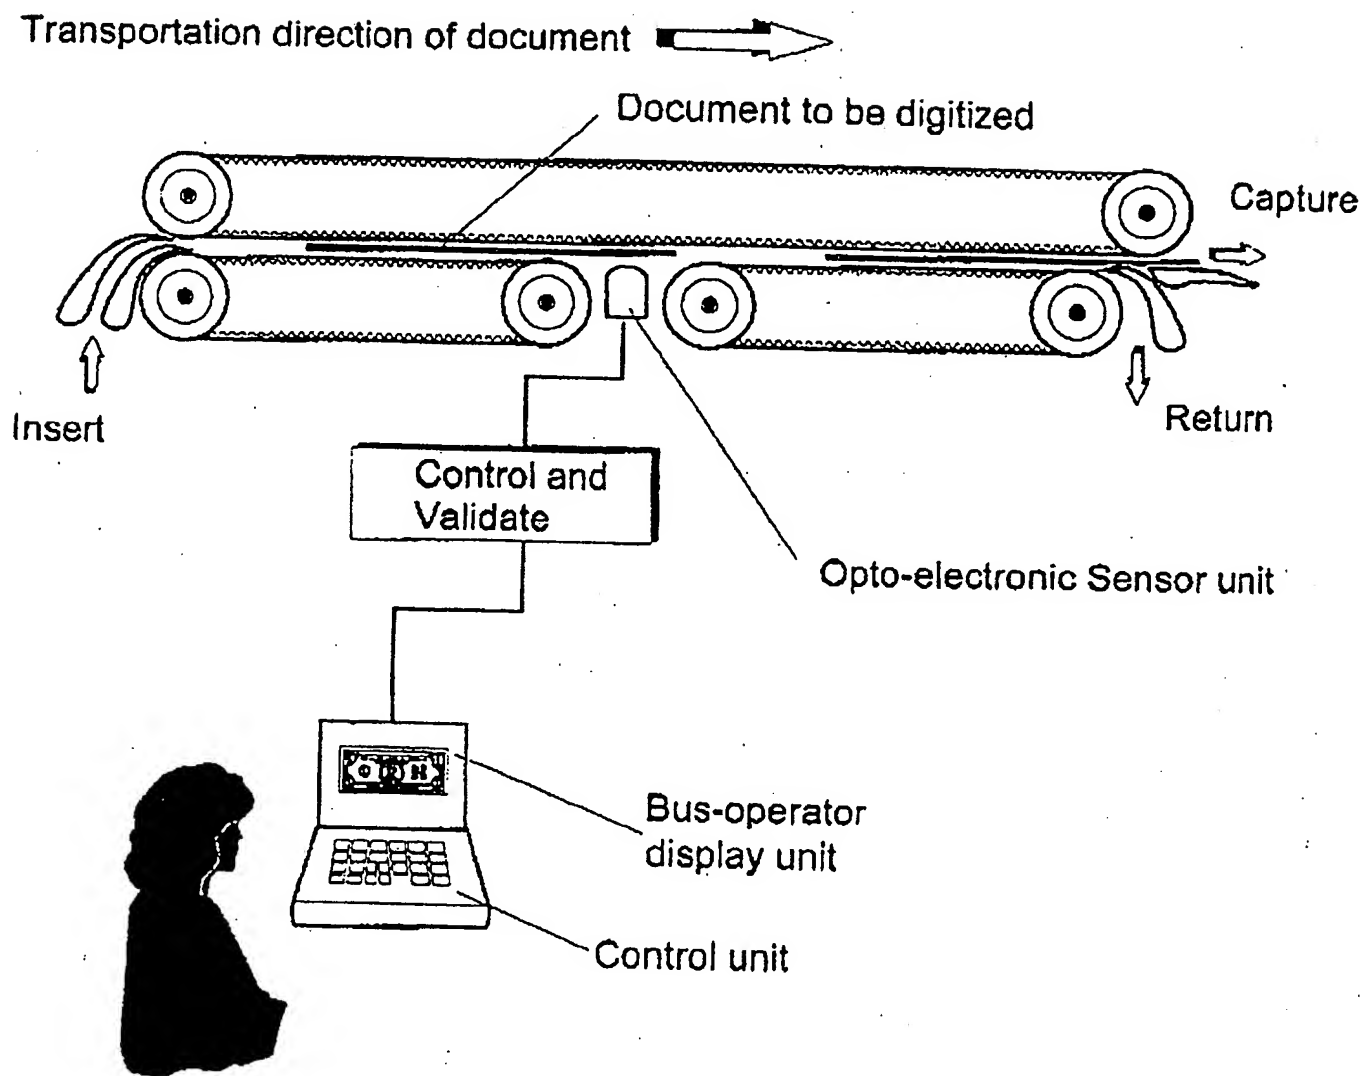 Transportation direction of document
Document to be digitized
Capture
Insert
Return
Control and
Validate
Opto-electronic Sensor unit
Bus-operator
display unit
Control unit